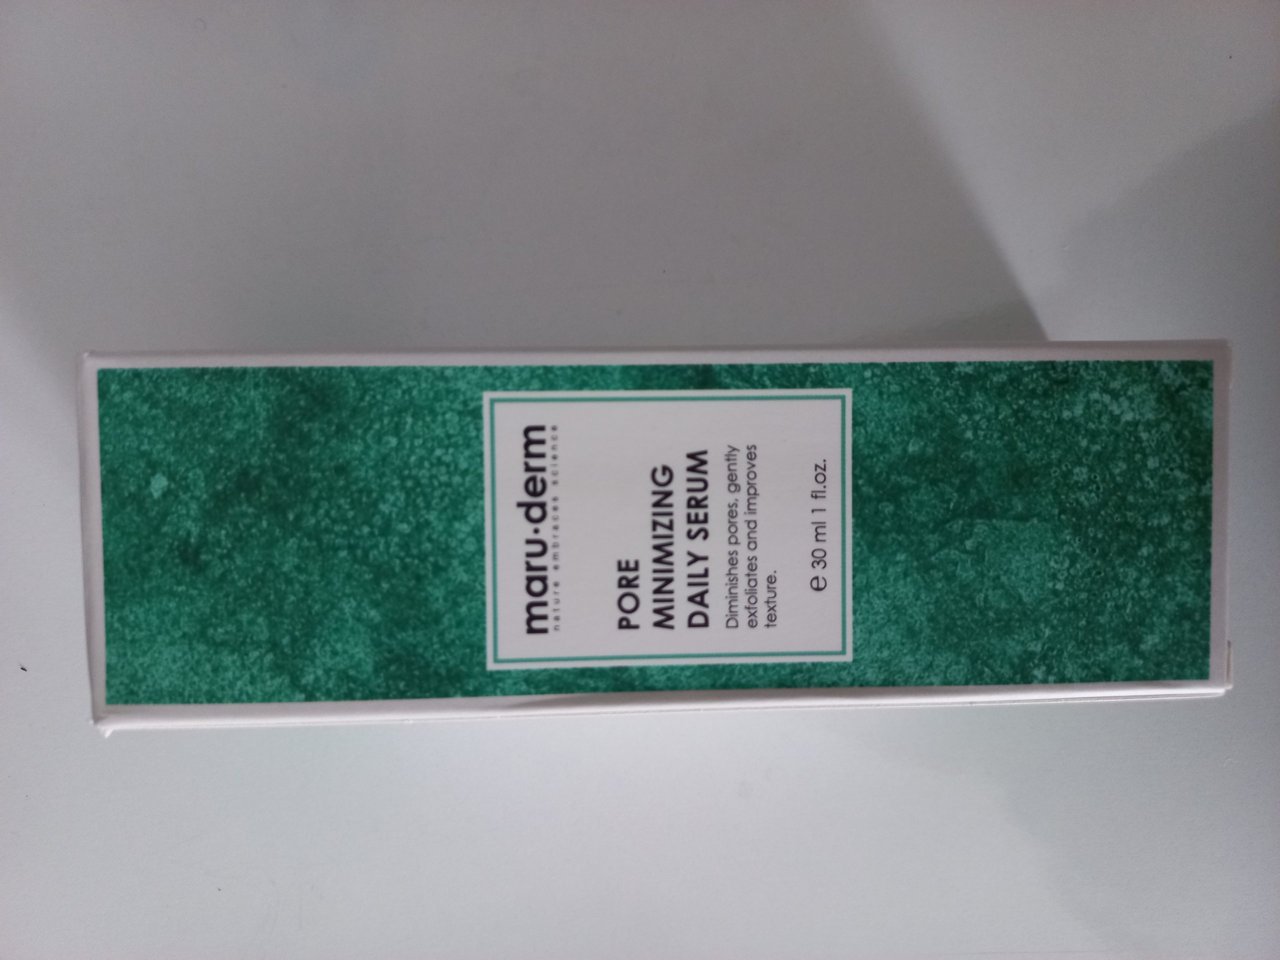 maru·derm
nature embraces science
PORE
MINIMIZING
DAILY SERUM
Diminishes pores, gently
exfoliates and improves
texture.
℮ 30 ml 1 fl.oz.